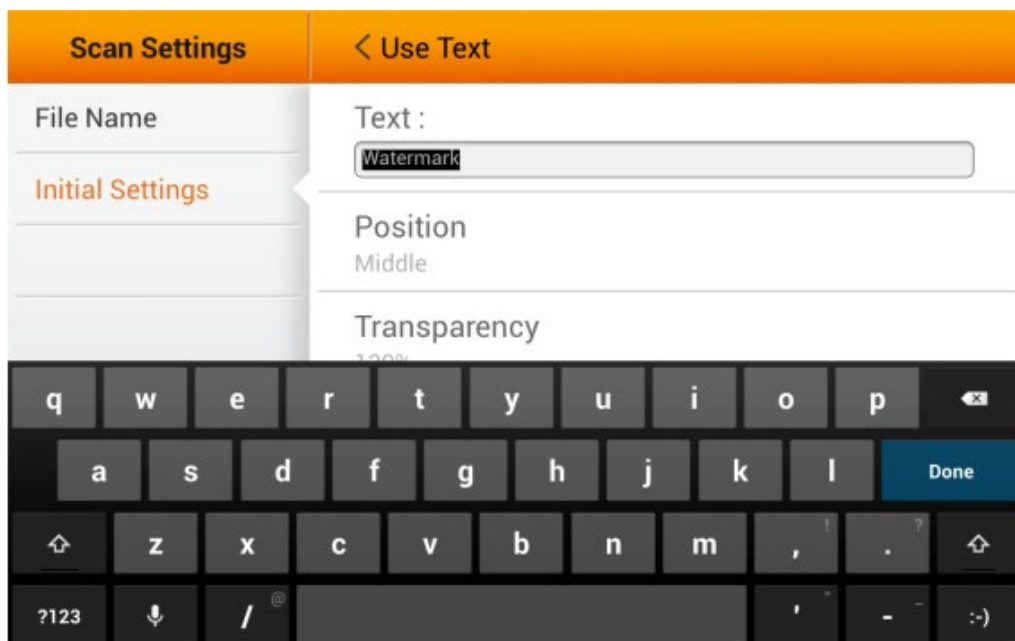 Scan Settings
< Use Text
File Name
Initial Settings
Text :
Watermark
Position
Middle
Transparency
q w e r t y u i o p
a s d f g h j k l Done
z x c v b n m , ! . ?
?123 / @ ' " - _ :-)